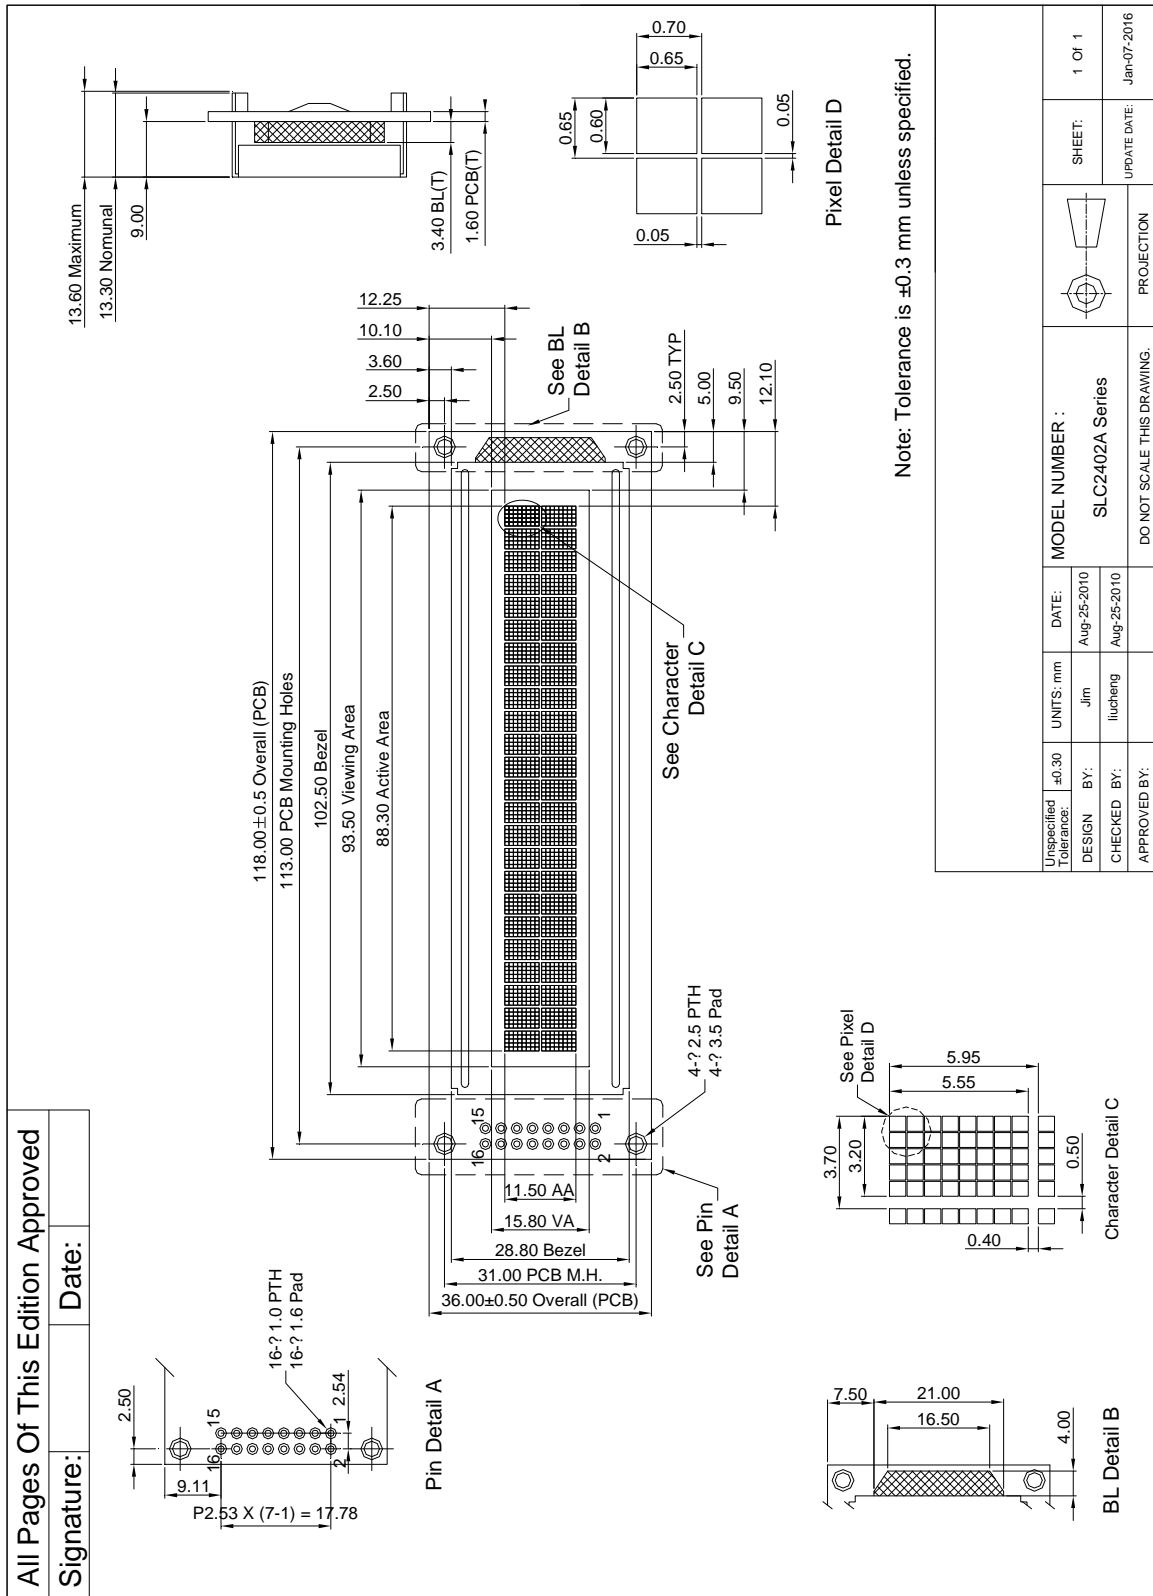 All Pages Of This Edition Approved
Signature:
Date:
13.60 Maximum
13.30 Nomunal
9.00
3.40 BL(T)
1.60 PCB(T)
0.70
0.65
0.65
0.60
0.05
0.05
Pixel Detail D
Note: Tolerance is ±0.3 mm unless specified.
12.25
10.10
3.60
2.50
See BL
Detail B
2.50 TYP
5.00
9.50
12.10
118.00±0.5 Overall (PCB)
113.00 PCB Mounting Holes
102.50 Bezel
93.50 Viewing Area
88.30 Active Area
See Character
Detail C
4-? 2.5 PTH
4-? 3.5 Pad
15
1
16
2
11.50 AA
15.80 VA
28.80 Bezel
31.00 PCB M.H.
36.00±0.50 Overall (PCB)
See Pin
Detail A
16-? 1.0 PTH
16-? 1.6 Pad
2.50
15
1
16
2
2.54
9.11
P2.53 X (7-1) = 17.78
Pin Detail A
See Pixel
Detail D
5.95
5.55
3.70
3.20
0.50
0.40
Character Detail C
7.50
21.00
16.50
4.00
BL Detail B
Unspecified
Tolerance:
±0.30
UNITS: mm
DATE:
DESIGN BY:
Jim
Aug-25-2010
CHECKED BY:
liucheng
Aug-25-2010
APPROVED BY:
MODEL NUMBER :
SLC2402A Series
DO NOT SCALE THIS DRAWING.
PROJECTION
SHEET:
1 Of 1
UPDATE DATE:
Jan-07-2016